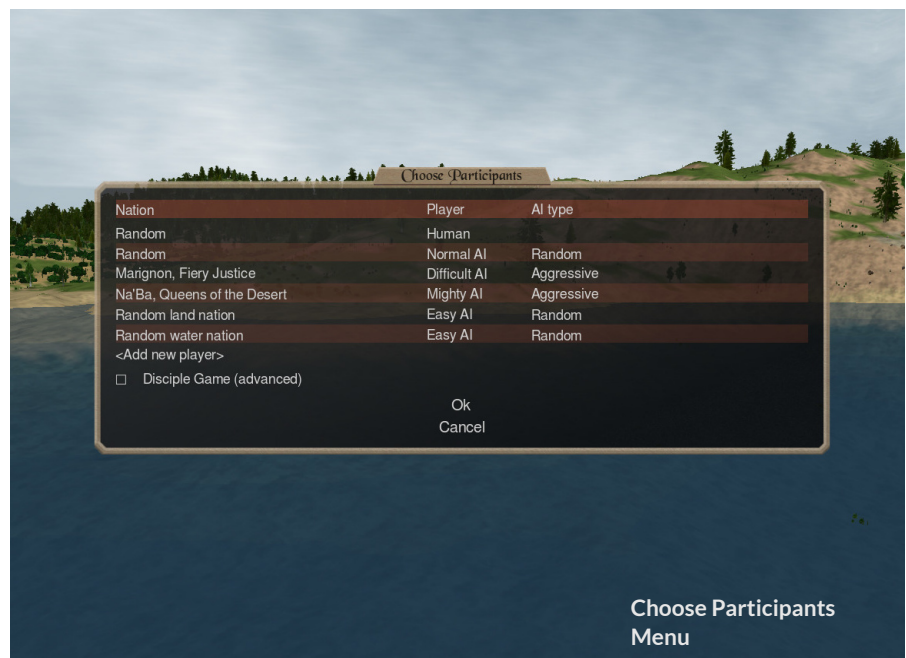 Choose Participants
Nation Player AI type
Random Human
Random Normal AI Random
Marignon, Fiery Justice Difficult AI Aggressive
Na'Ba, Queens of the Desert Mighty AI Aggressive
Random land nation Easy AI Random
Random water nation Easy AI Random
<Add new player>
Disciple Game (advanced)
Ok
Cancel
Choose Participants
Menu